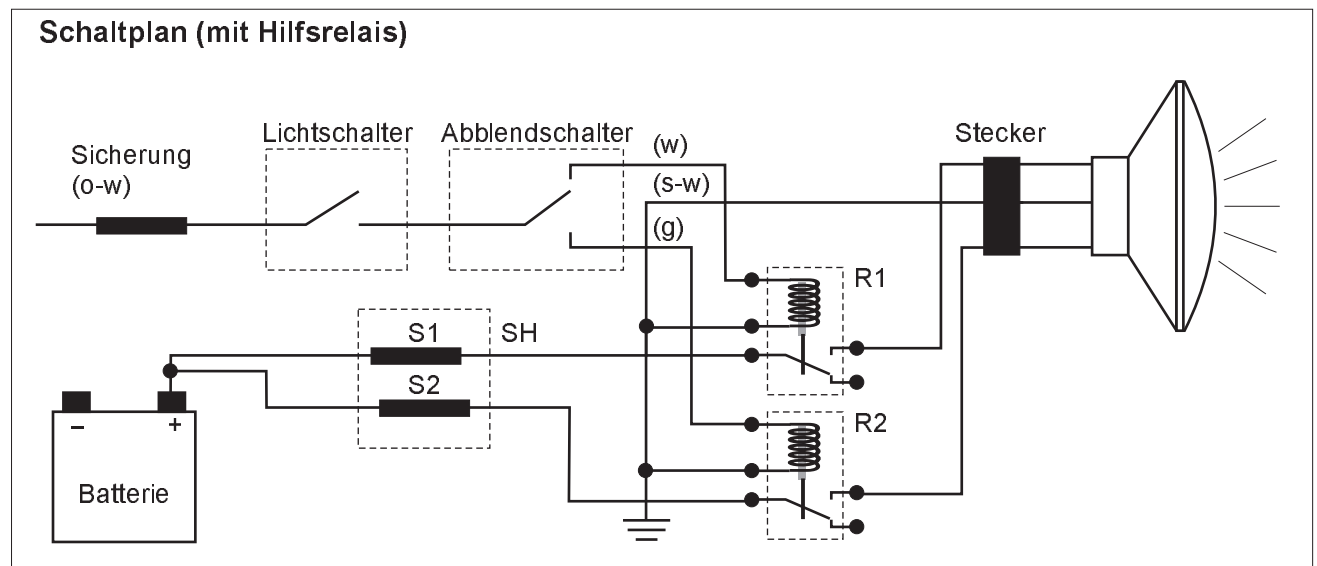 Schaltplan (mit Hilfsrelais)
Lichtschalter
Abblendschalter
Stecker
Sicherung
(o-w)
(w)
(s-w)
(g)
R1
S1
SH
S2
R2
–
+
Batterie